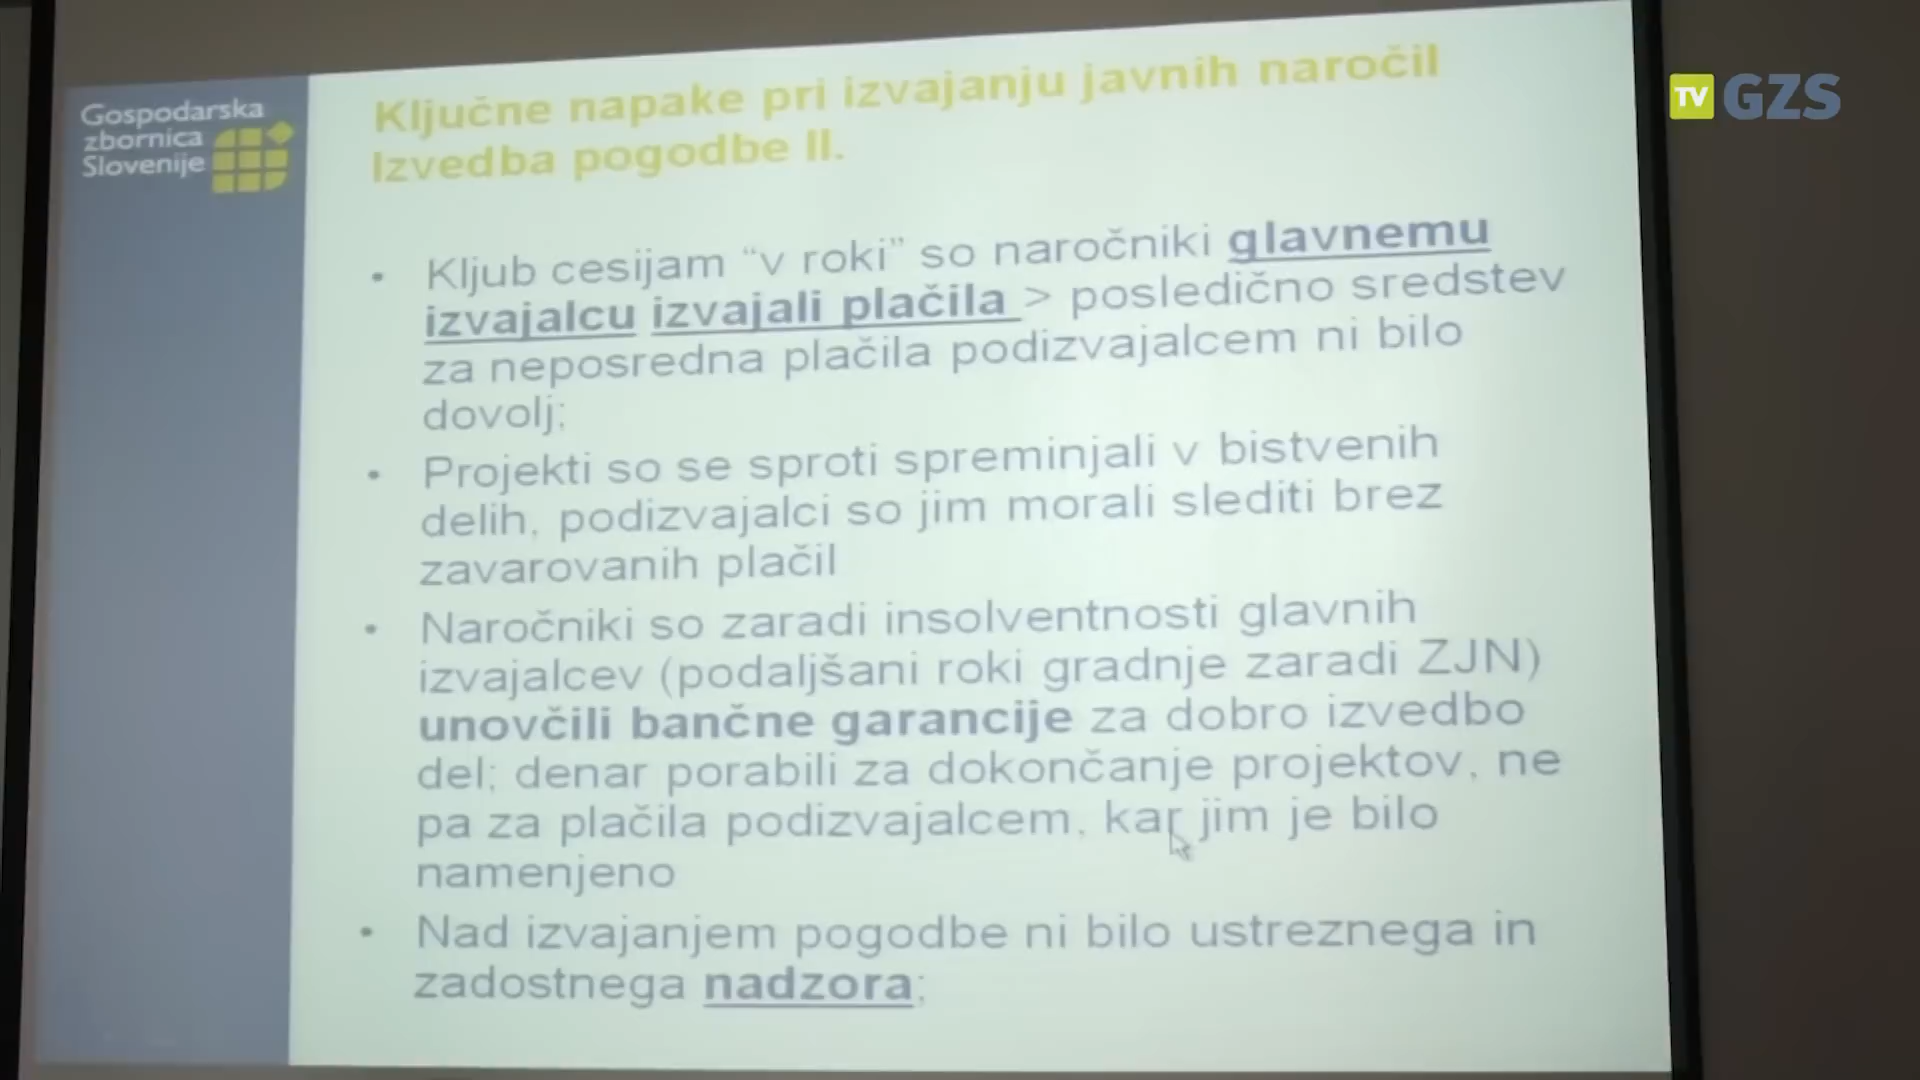 Gospodarska
zbornica
Slovenije
TV GZS
Ključne napake pri izvajanju javnih naročil
Izvedba pogodbe II.
• Kljub cesijam “v roki” so naročniki glavnemu
izvajalcu izvajali plačila > posledično sredstev
za neposredna plačila podizvajalcem ni bilo
dovolj;
• Projekti so se sproti spreminjali v bistvenih
delih, podizvajalci so jim morali slediti brez
zavarovanih plačil
• Naročniki so zaradi insolventnosti glavnih
izvajalcev (podaljšani roki gradnje zaradi ZJN)
unovčili bančne garancije za dobro izvedbo
del; denar porabili za dokončanje projektov, ne
pa za plačila podizvajalcem, kar jim je bilo
namenjeno
• Nad izvajanjem pogodbe ni bilo ustreznega in
zadostnega nadzora;